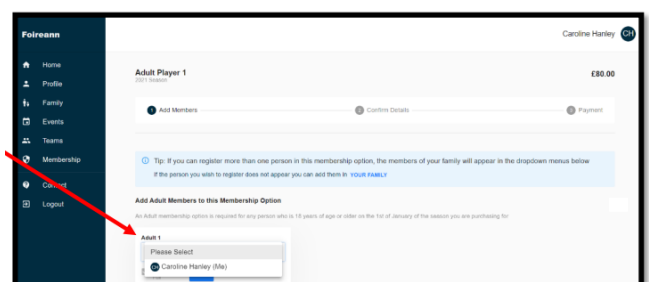 Foireann
Caroline Hanley CH
Home
Profile
Family
Events
Teams
Membership
Contact
Logout
Adult Player 1
2021 Season
£80.00
1 Add Members
2 Confirm Details
3 Payment
Tip: If you can register more than one person in this membership option, the members of your family will appear in the dropdown menus below
If the person you wish to register does not appear you can add them in YOUR FAMILY
Add Adult Members to this Membership Option
An Adult membership option is required for any person who is 18 years of age or older on the 1st of January of the season you are purchasing for
Adult 1
Please Select
CH Caroline Hanley (Me)